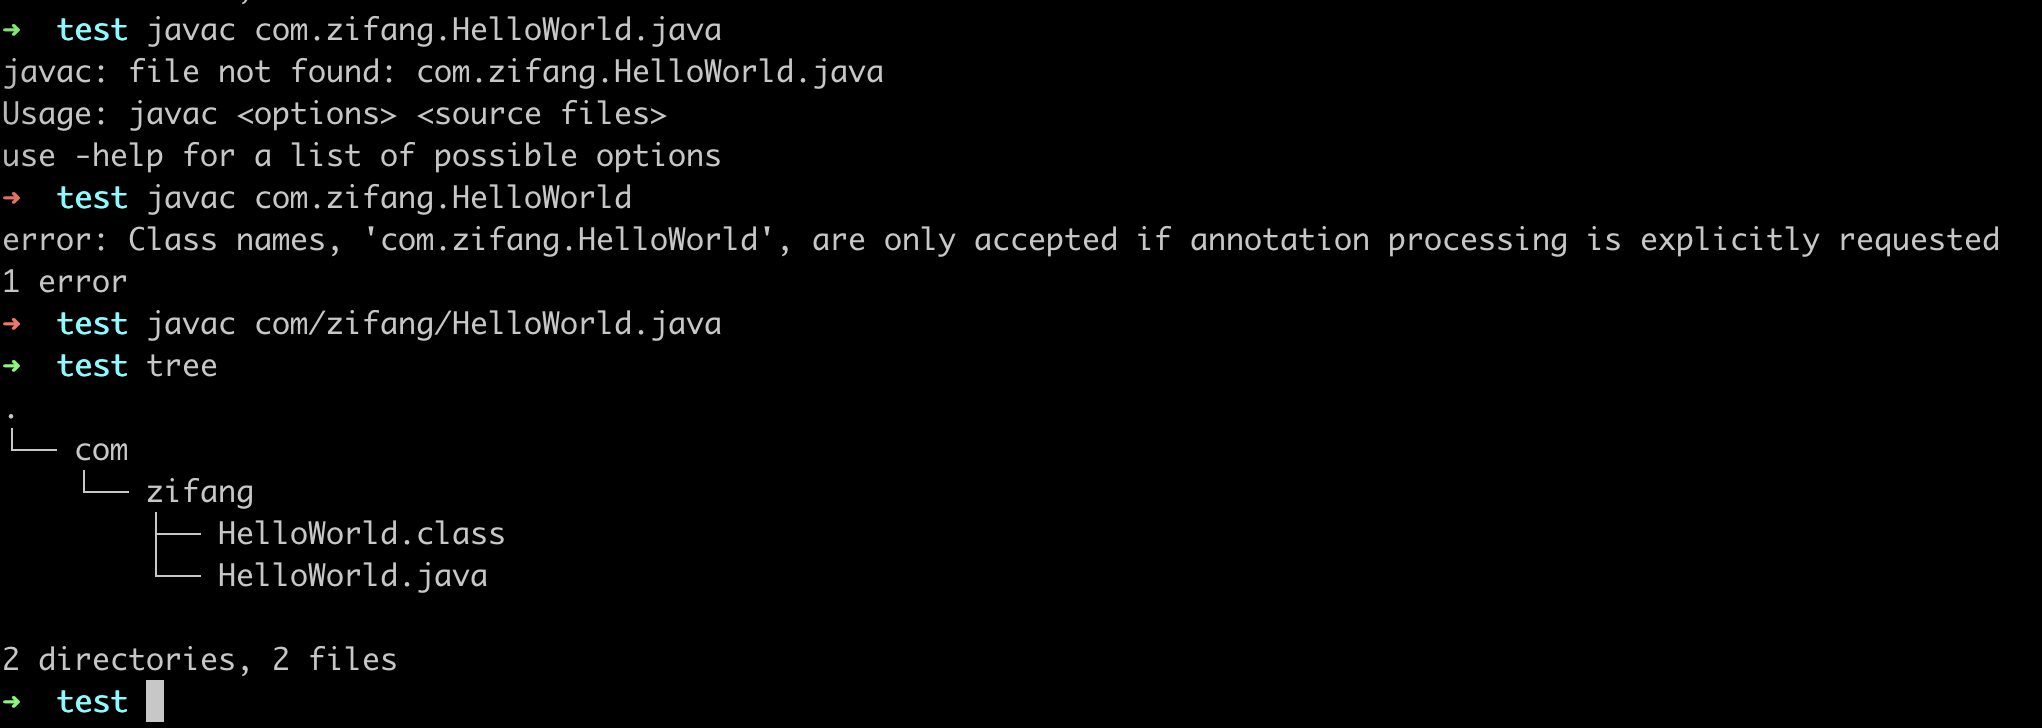 ➜  test javac com.zifang.HelloWorld.java
javac: file not found: com.zifang.HelloWorld.java
Usage: javac <options> <source files>
use -help for a list of possible options
➜  test javac com.zifang.HelloWorld
error: Class names, 'com.zifang.HelloWorld', are only accepted if annotation processing is explicitly requested
1 error
➜  test javac com/zifang/HelloWorld.java
➜  test tree
.
└── com
    └── zifang
        ├── HelloWorld.class
        └── HelloWorld.java
2 directories, 2 files
➜  test